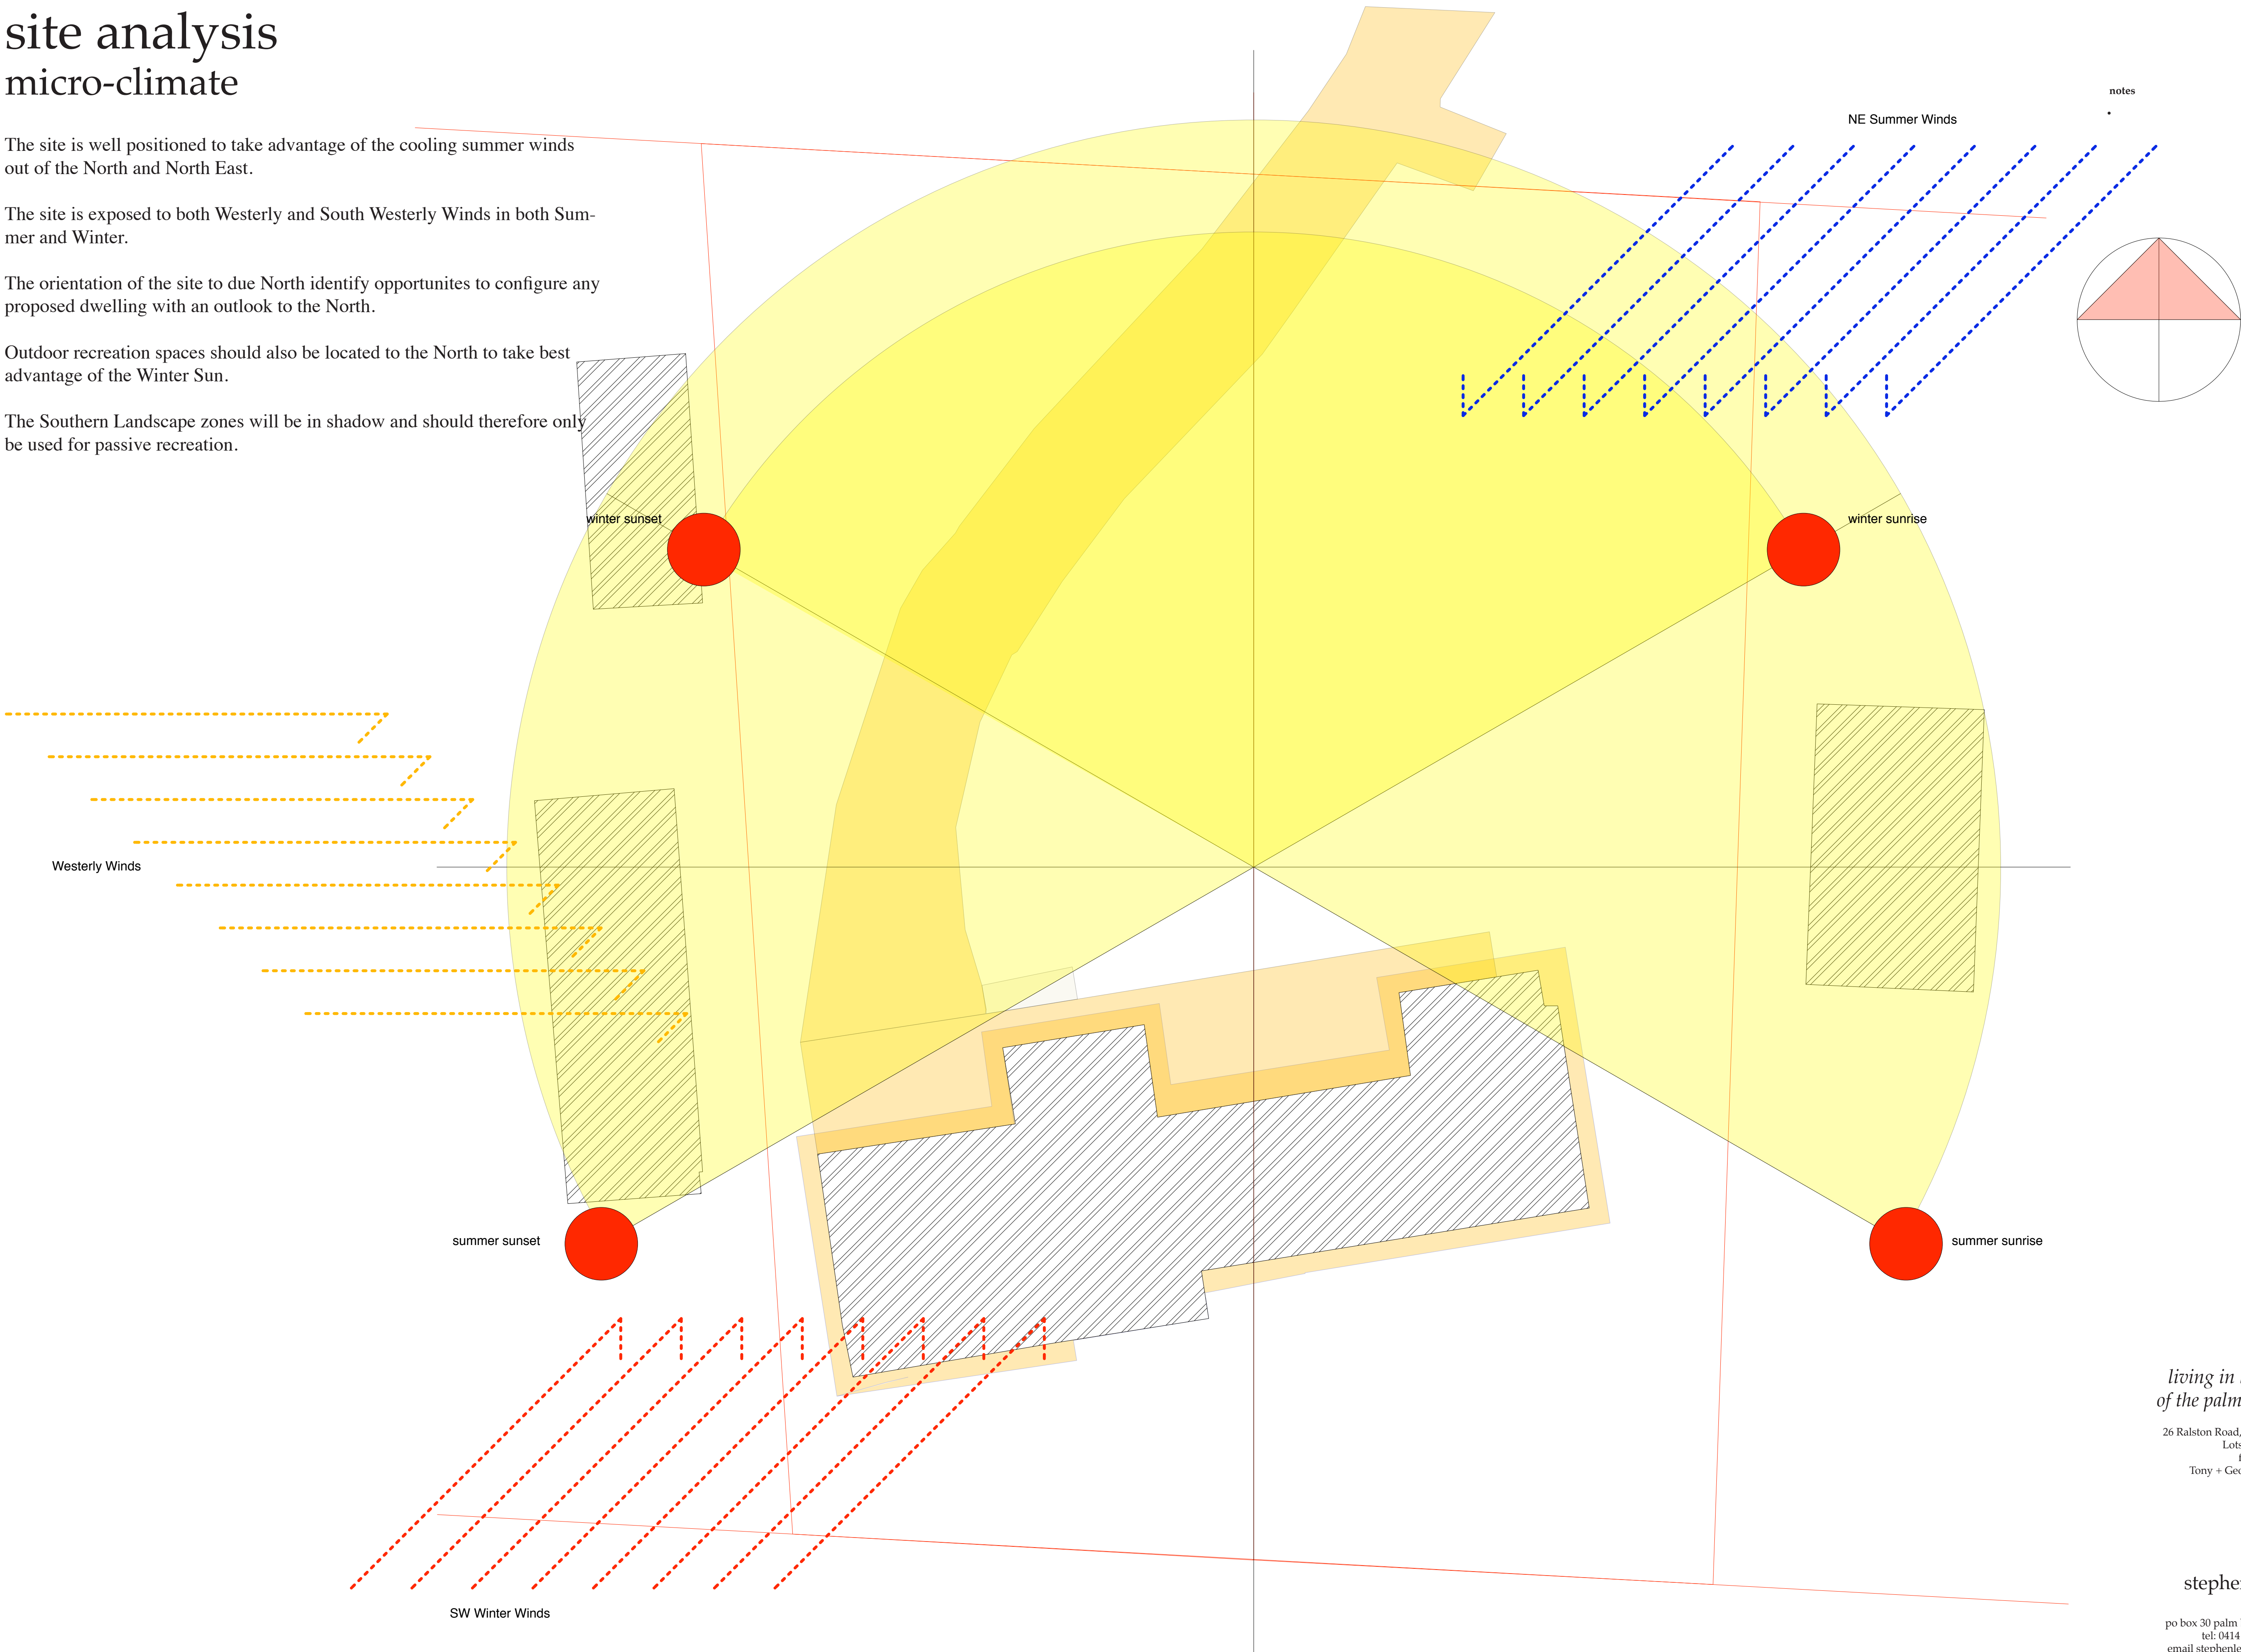 site analysis
micro-climate
The site is well positioned to take advantage of the cooling summer winds
out of the North and North East.
The site is exposed to both Westerly and South Westerly Winds in both Sum-
mer and Winter.
The orientation of the site to due North identify opportunites to configure any
proposed dwelling with an outlook to the North.
Outdoor recreation spaces should also be located to the North to take best
advantage of the Winter Sun.
The Southern Landscape zones will be in shadow and should therefore only
be used for passive recreation.
notes
NE Summer Winds
winter sunset
winter sunrise
Westerly Winds
summer sunset
summer sunrise
SW Winter Winds
living in
of the palm
26 Ralston Road,
Lots
Tony + Geo
stephen
po box 30 palm
tel: 0414
email stephenle